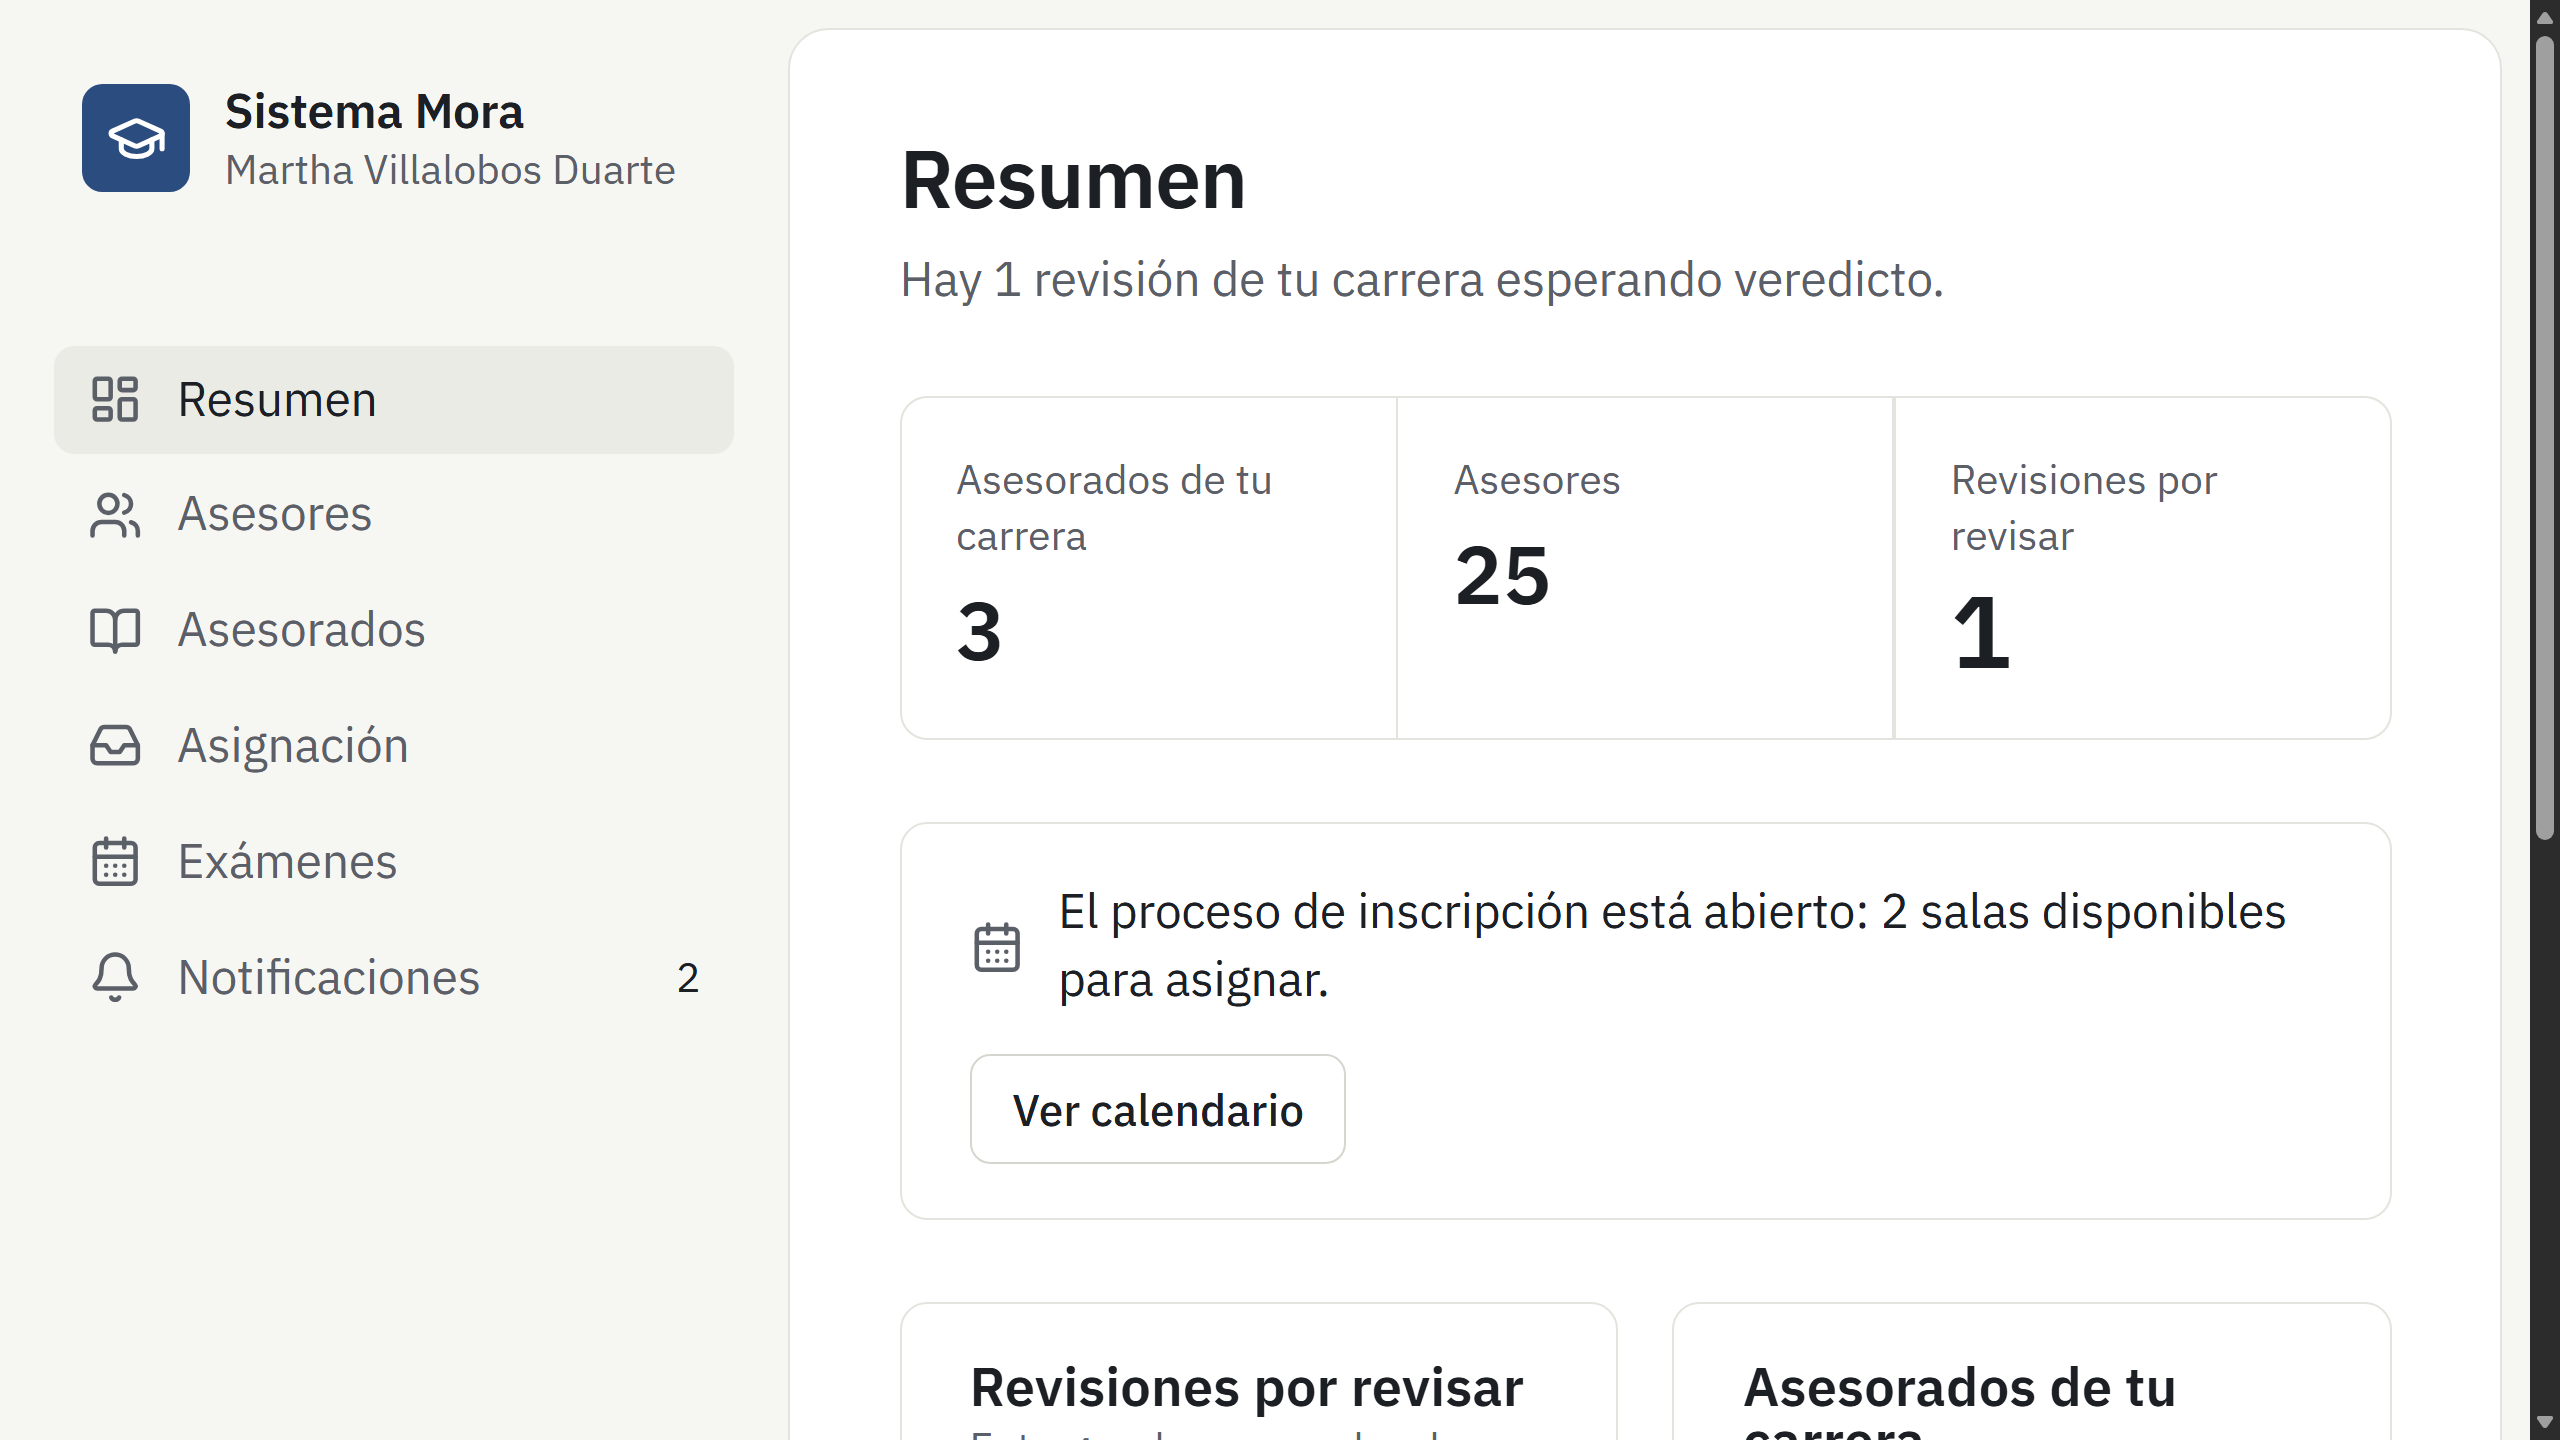 Sistema Mora
Martha Villalobos Duarte
Resumen
Asesores
Asesorados
Asignación
Exámenes
Notificaciones 2
Resumen
Hay 1 revisión de tu carrera esperando veredicto.
Asesorados de tu
carrera
3
Asesores
25
Revisiones por
revisar
1
El proceso de inscripción está abierto: 2 salas disponibles
para asignar.
Ver calendario
Revisiones por revisar
Asesorados de tu
carrera